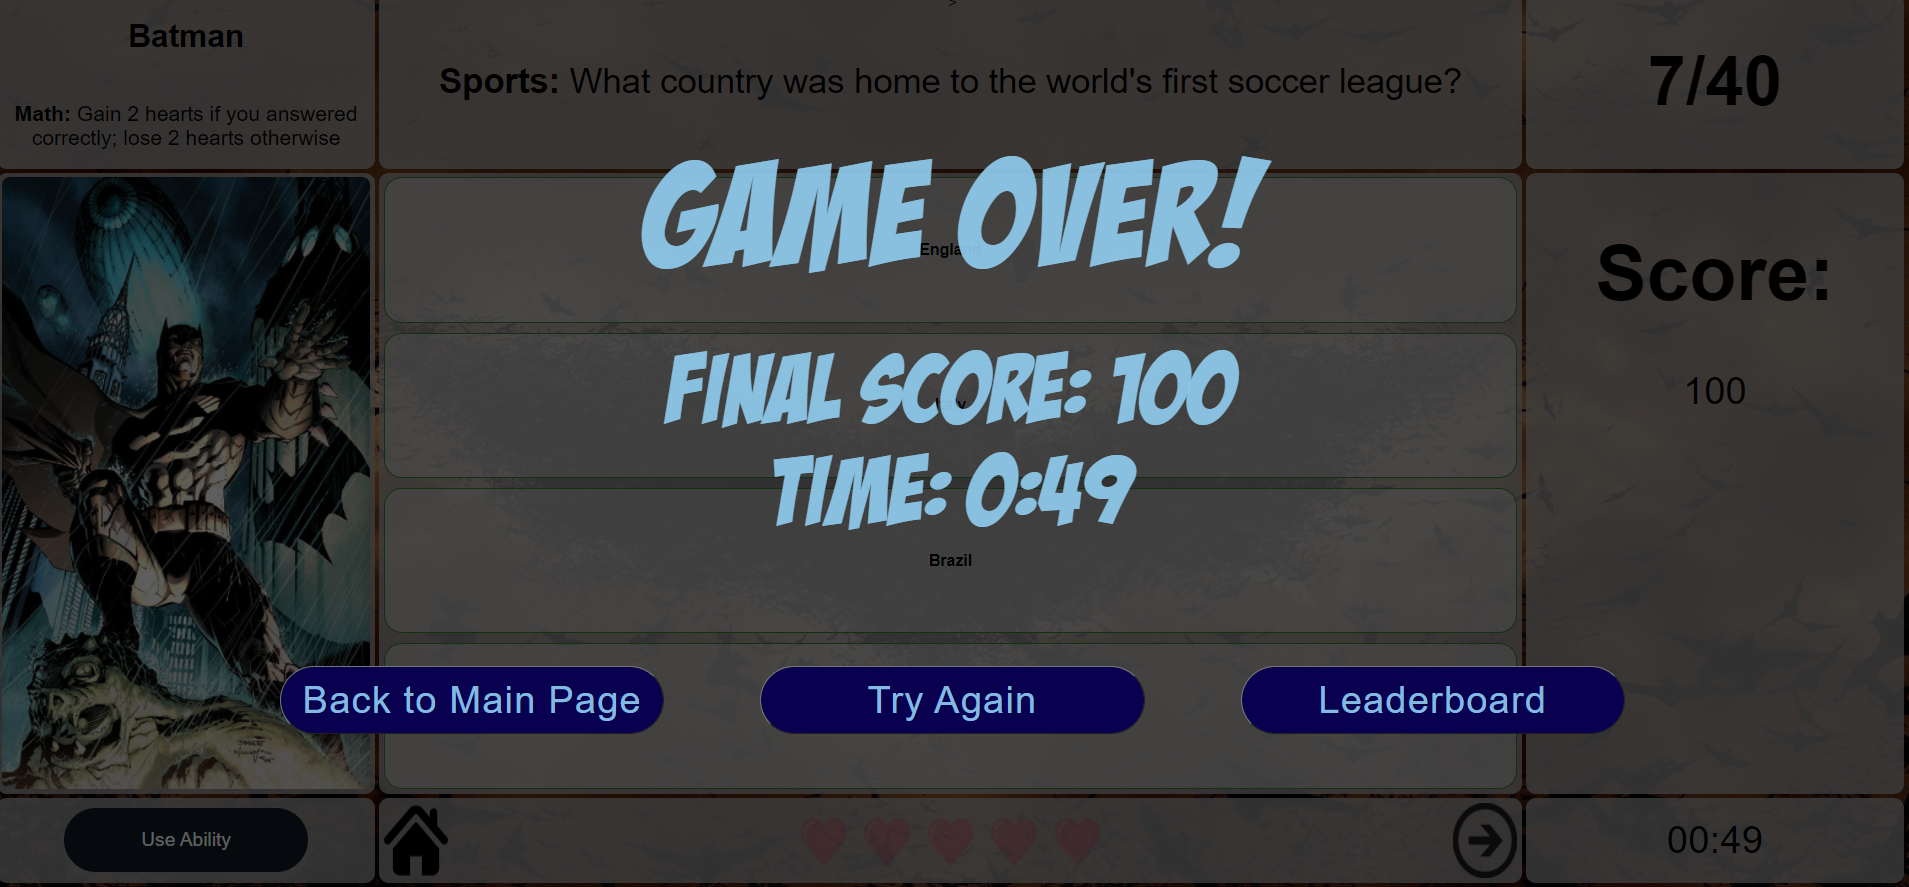 Batman
Math: Gain 2 hearts if you answered
correctly; lose 2 hearts otherwise
>
Sports: What country was home to the world's first soccer league?
7/40
GAME OVER!
England
FINAL SCORE: 100
TIME: 0:49
Brazil
Score:
100
Back to Main Page
Try Again
Leaderboard
Use Ability
00:49